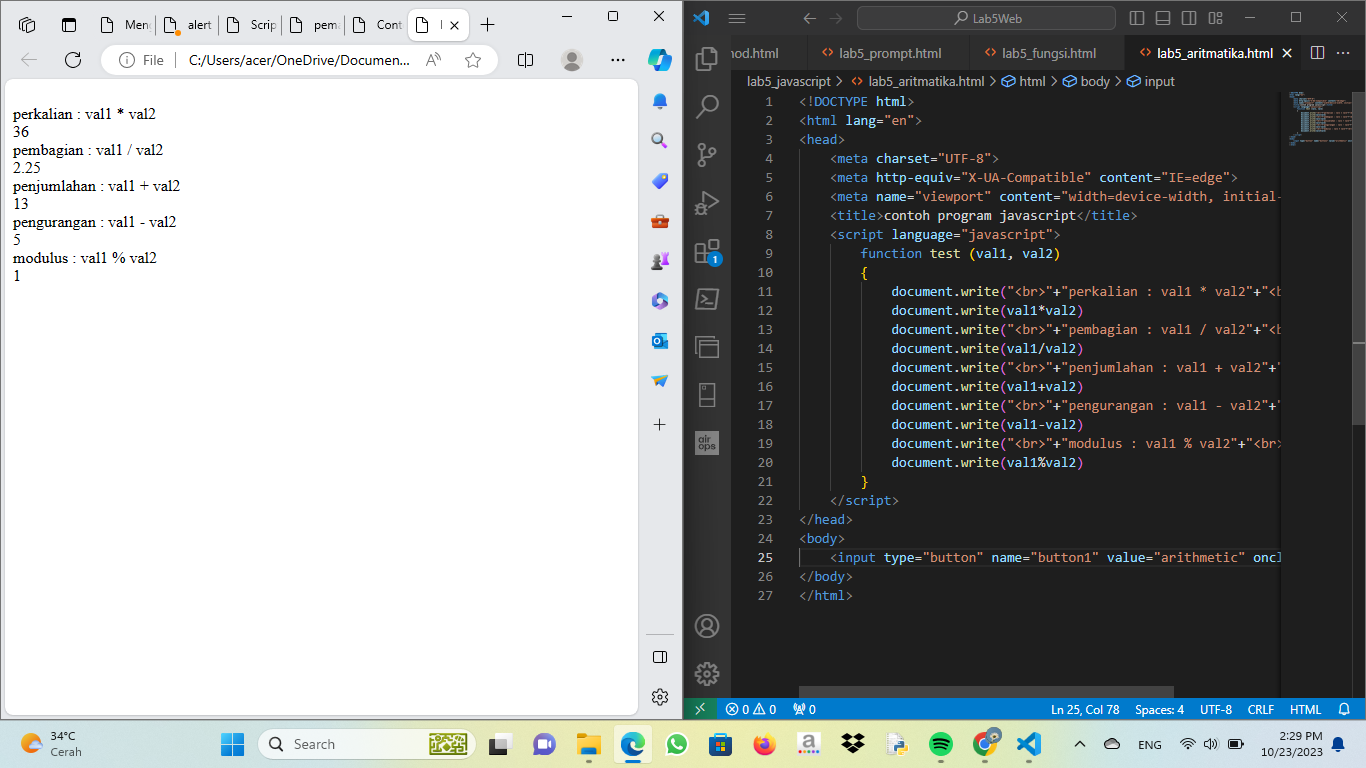 Men
alert
Scrip
pema
Cont
File
C:/Users/acer/OneDrive/Documen...
perkalian : val1 * val2
36
pembagian : val1 / val2
2.25
penjumlahan : val1 + val2
13
pengurangan : val1 - val2
5
modulus : val1 % val2
1
Lab5Web
nod.html
lab5_prompt.html
lab5_fungsi.html
lab5_aritmatika.html
lab5_javascript > lab5_aritmatika.html > html > body > input
1 <!DOCTYPE html>
2 <html lang="en">
3 <head>
4 <meta charset="UTF-8">
5 <meta http-equiv="X-UA-Compatible" content="IE=edge">
6 <meta name="viewport" content="width=device-width, initial-
7 <title>contoh program javascript</title>
8 <script language="javascript">
9 function test (val1, val2)
10 {
11 document.write("<br>"+"perkalian : val1 * val2"+"<b
12 document.write(val1*val2)
13 document.write("<br>"+"pembagian : val1 / val2"+"<b
14 document.write(val1/val2)
15 document.write("<br>"+"penjumlahan : val1 + val2"+"
16 document.write(val1+val2)
17 document.write("<br>"+"pengurangan : val1 - val2"+"
18 document.write(val1-val2)
19 document.write("<br>"+"modulus : val1 % val2"+"<br>
20 document.write(val1%val2)
21 }
22 </script>
23 </head>
24 <body>
25 <input type="button" name="button1" value="arithmetic" oncl
26 </body>
27 </html>
1
air
ops
0 0
0
Ln 25, Col 78
Spaces: 4
UTF-8
CRLF
HTML
34°C
Cerah
Search
ENG
2:29 PM
10/23/2023